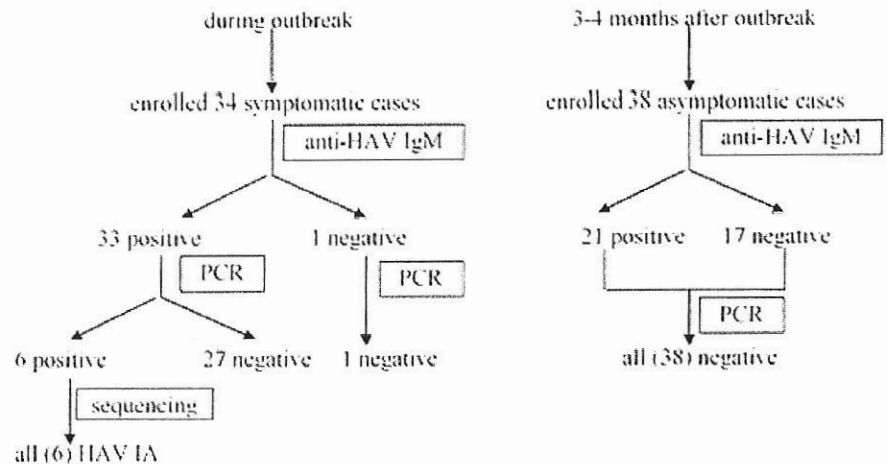 during outbreak
enrolled 34 symptomatic cases
anti-HAV IgM
33 positive 1 negative
PCR PCR
6 positive 27 negative 1 negative
sequencing
all (6) HAV IA
3-4 months after outbreak
enrolled 38 asymptomatic cases
anti-HAV IgM
21 positive 17 negative
PCR
all (38) negative